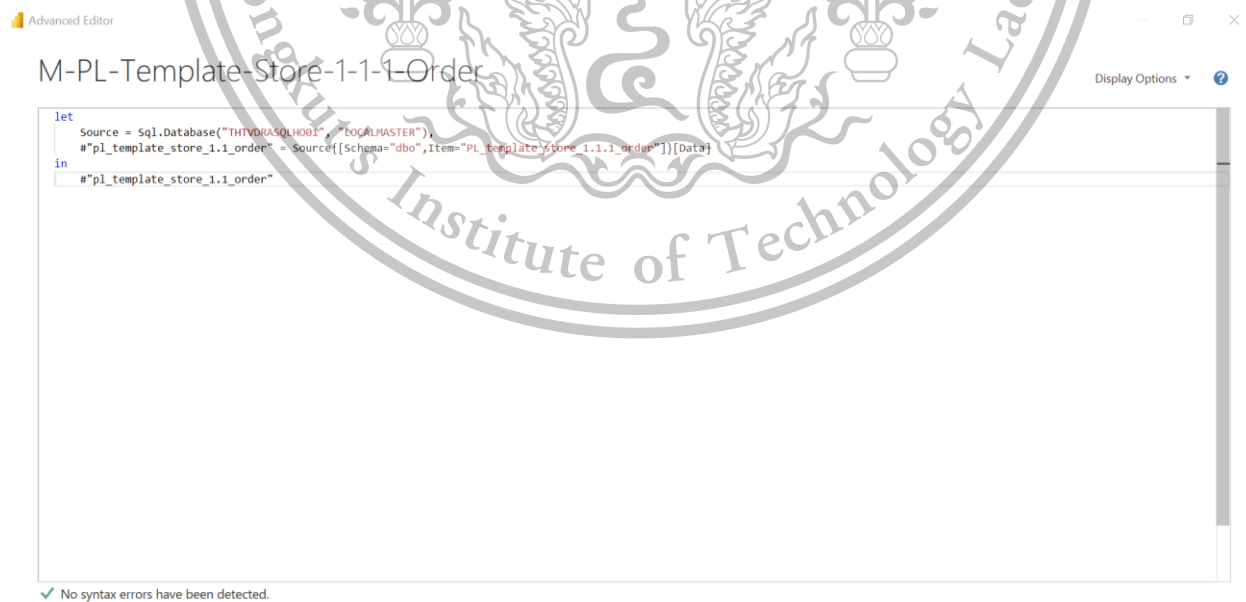 Advanced Editor
M-PL-Template-Store-1-1-1-Order
Display Options
?
let
Source = Sql.Database("THTVDRASQLHO01", "LOCALMASTER"),
#"pl_template_store_1.1_order" = Source{[Schema="dbo",Item="PL_template_store_1.1.1_order"]}[Data]
in
#"pl_template_store_1.1_order"
ongkut's Institute of Technology Lad
No syntax errors have been detected.